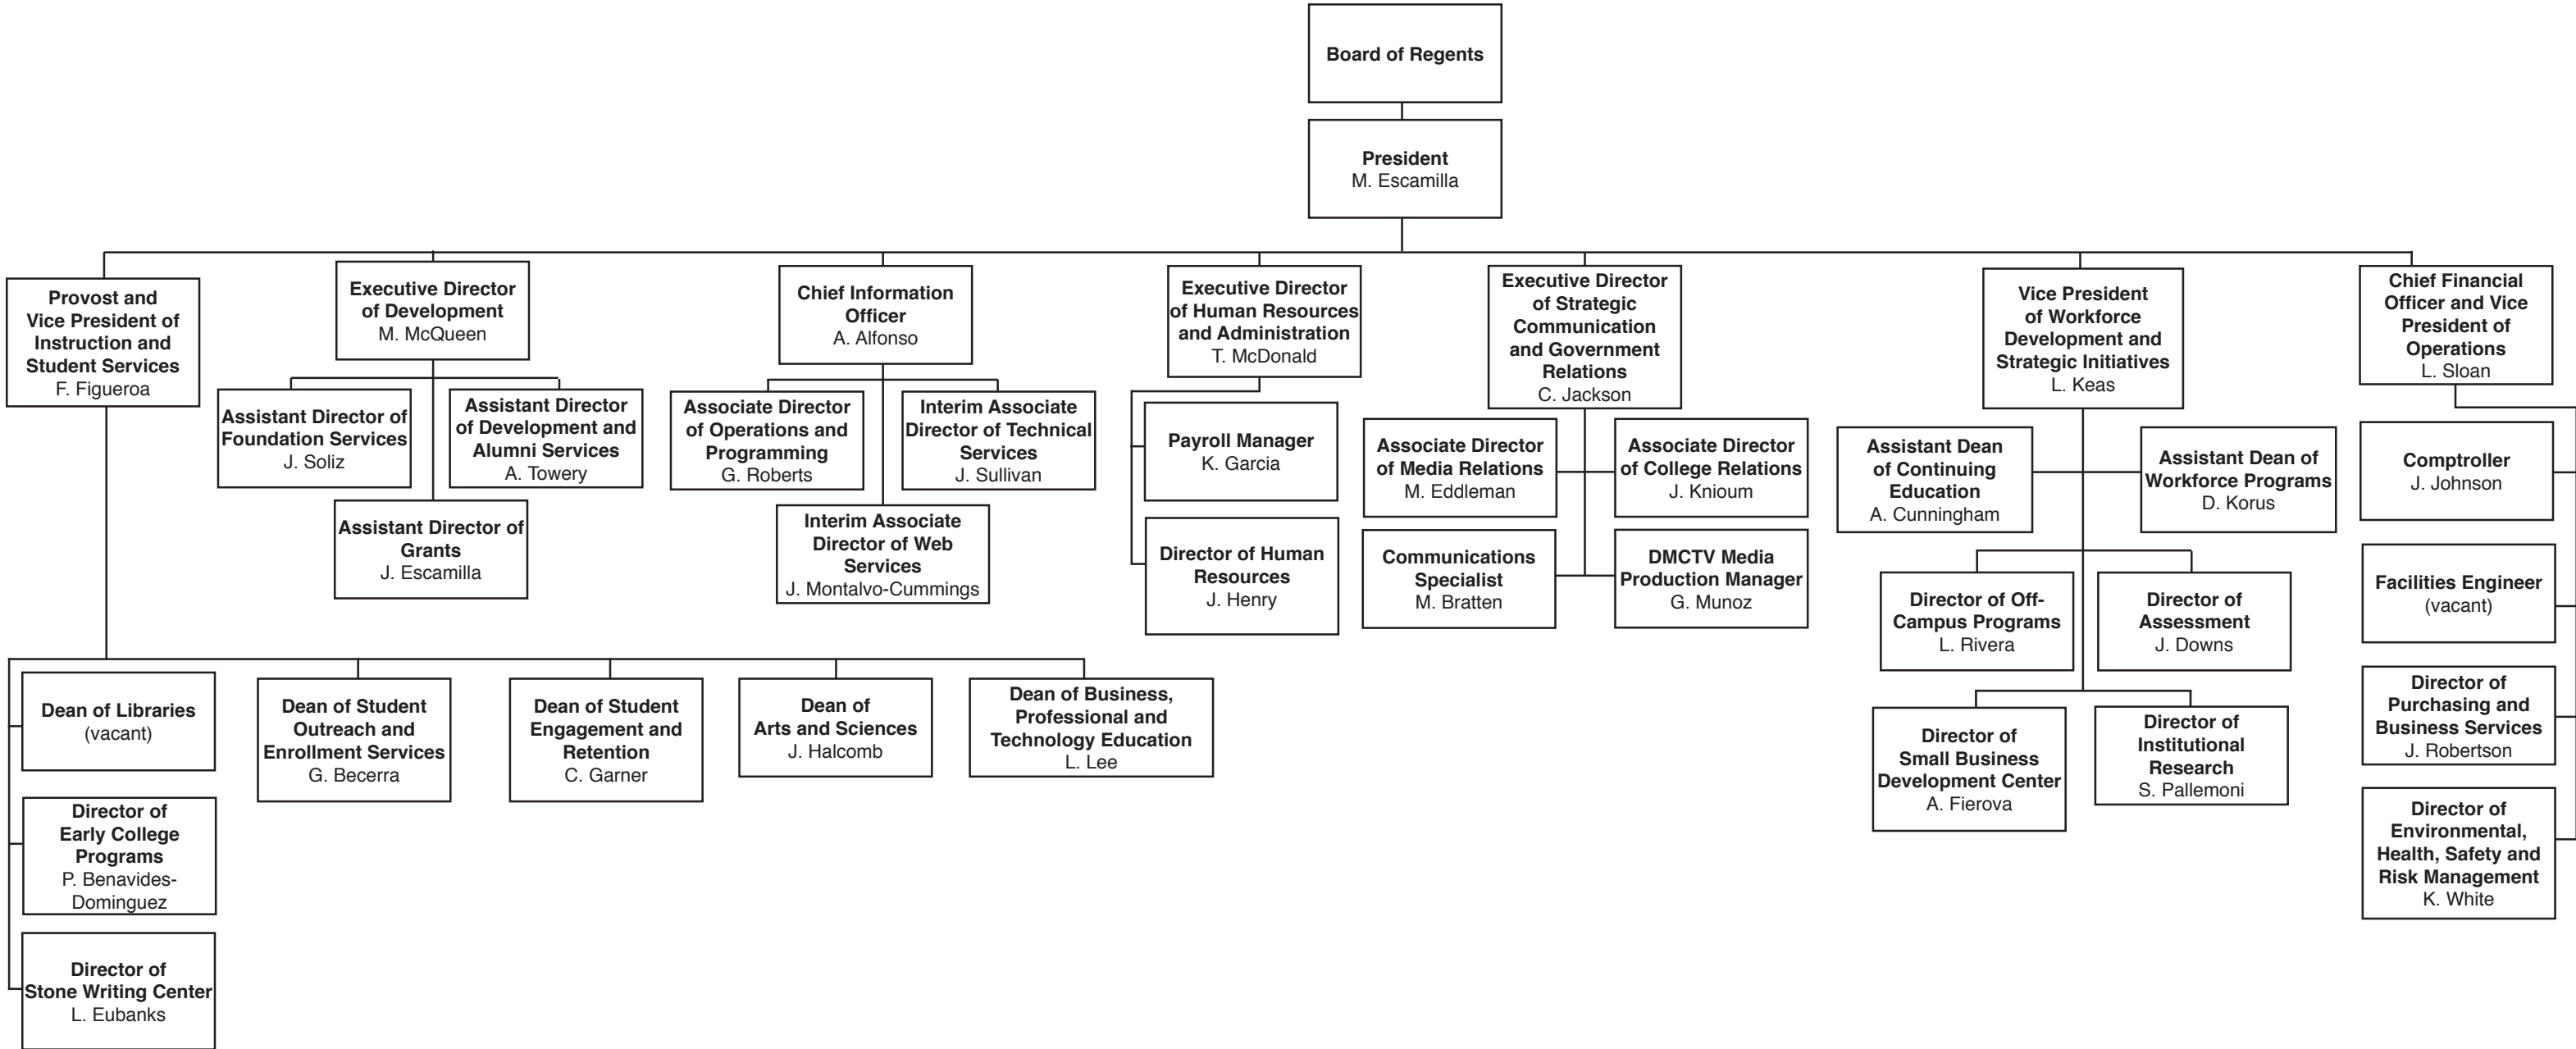 Board of Regents
President
M. Escamilla
Provost and
Vice President of
Instruction and
Student Services
F. Figueroa
Executive Director
of Development
M. McQueen
Chief Information
Officer
A. Alfonso
Executive Director
of Human Resources
and Administration
T. McDonald
Executive Director
of Strategic
Communication
and Government
Relations
C. Jackson
Vice President
of Workforce
Development and
Strategic Initiatives
L. Keas
Chief Financial
Officer and Vice
President of
Operations
L. Sloan
Assistant Director of
Foundation Services
J. Soliz
Assistant Director
of Development and
Alumni Services
A. Towery
Assistant Director of
Grants
J. Escamilla
Associate Director
of Operations and
Programming
G. Roberts
Interim Associate
Director of Technical
Services
J. Sullivan
Interim Associate
Director of Web
Services
J. Montalvo-Cummings
Payroll Manager
K. Garcia
Director of Human
Resources
J. Henry
Associate Director
of Media Relations
M. Eddleman
Associate Director
of College Relations
J. Knioum
Communications
Specialist
M. Bratten
DMCTV Media
Production Manager
G. Munoz
Assistant Dean
of Continuing
Education
A. Cunningham
Assistant Dean of
Workforce Programs
D. Korus
Director of Off-
Campus Programs
L. Rivera
Director of
Assessment
J. Downs
Director of
Small Business
Development Center
A. Fierova
Director of
Institutional
Research
S. Pallemoni
Comptroller
J. Johnson
Facilities Engineer
(vacant)
Director of
Purchasing and
Business Services
J. Robertson
Director of
Environmental,
Health, Safety and
Risk Management
K. White
Dean of Libraries
(vacant)
Dean of Student
Outreach and
Enrollment Services
G. Becerra
Dean of Student
Engagement and
Retention
C. Garner
Dean of
Arts and Sciences
J. Halcomb
Dean of Business,
Professional and
Technology Education
L. Lee
Director of
Early College
Programs
P. Benavides-
Dominguez
Director of
Stone Writing Center
L. Eubanks